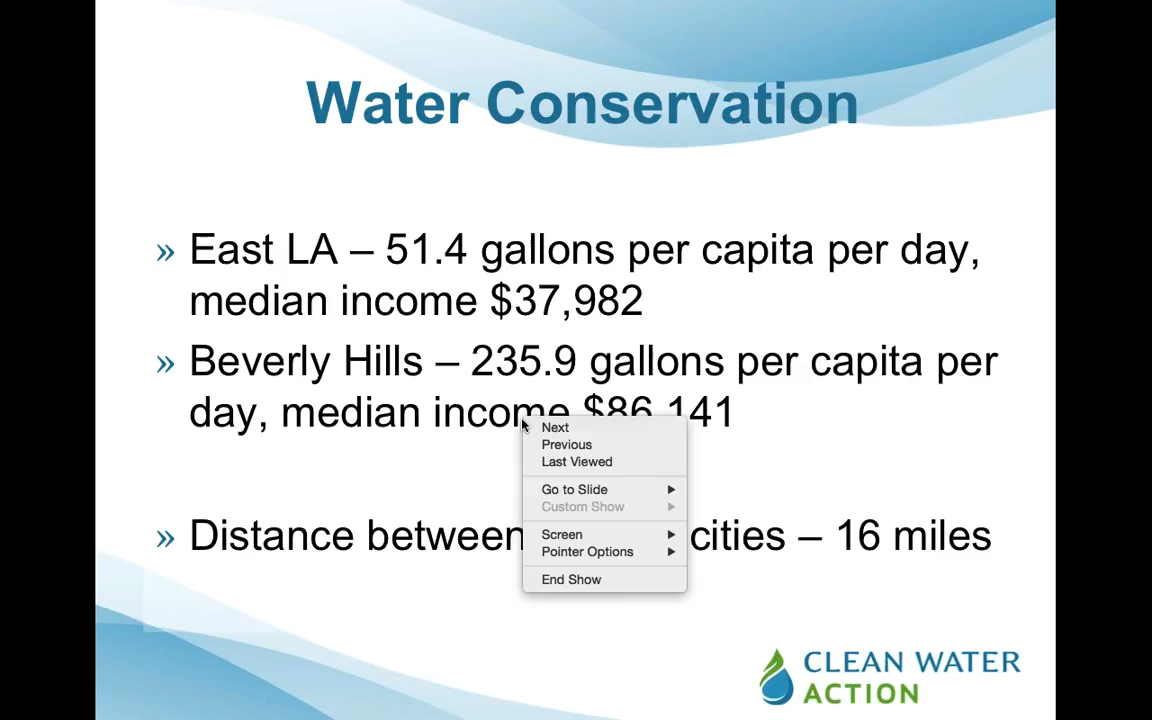 Water Conservation
» East LA – 51.4 gallons per capita per day,
median income $37,982
» Beverly Hills – 235.9 gallons per capita per
day, median income $86,141
Next
Previous
Last Viewed
Go to Slide
Custom Show
Screen
Pointer Options
End Show
» Distance between cities – 16 miles
CLEAN WATER
ACTION